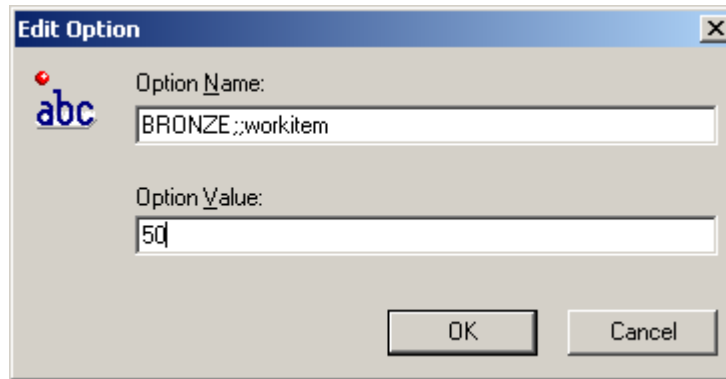 Edit Option
abc
Option Name:
BRONZE;;workitem
Option Value:
50
OK
Cancel